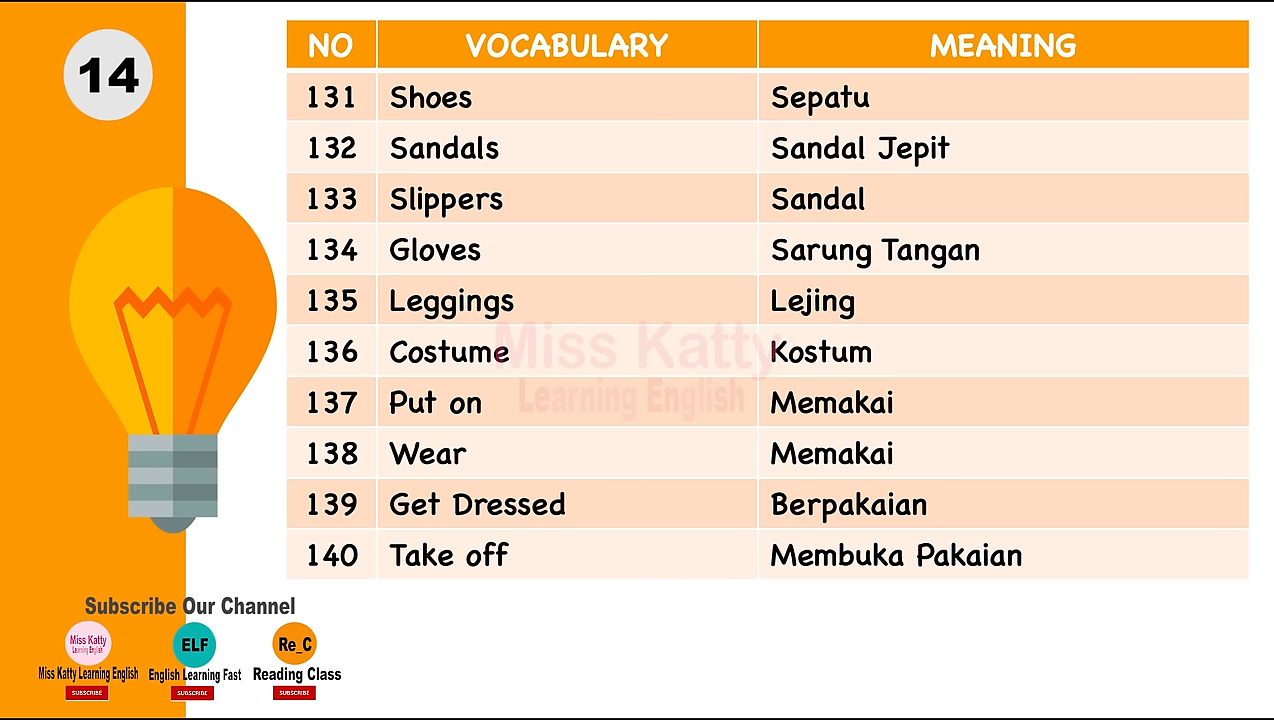 14
NO VOCABULARY MEANING
131 Shoes Sepatu
132 Sandals Sandal Jepit
133 Slippers Sandal
134 Gloves Sarung Tangan
135 Leggings Lejing
136 Costume Kostum
137 Put on Memakai
138 Wear Memakai
139 Get Dressed Berpakaian
140 Take off Membuka Pakaian
Miss Katty
Learning English
Subscribe Our Channel
Miss Katty
Learning English
ELF
Re_C
Miss Katty Learning English
English Learning Fast
Reading Class
SUBSCRIBE
SUBSCRIBE
SUBSCRIBE